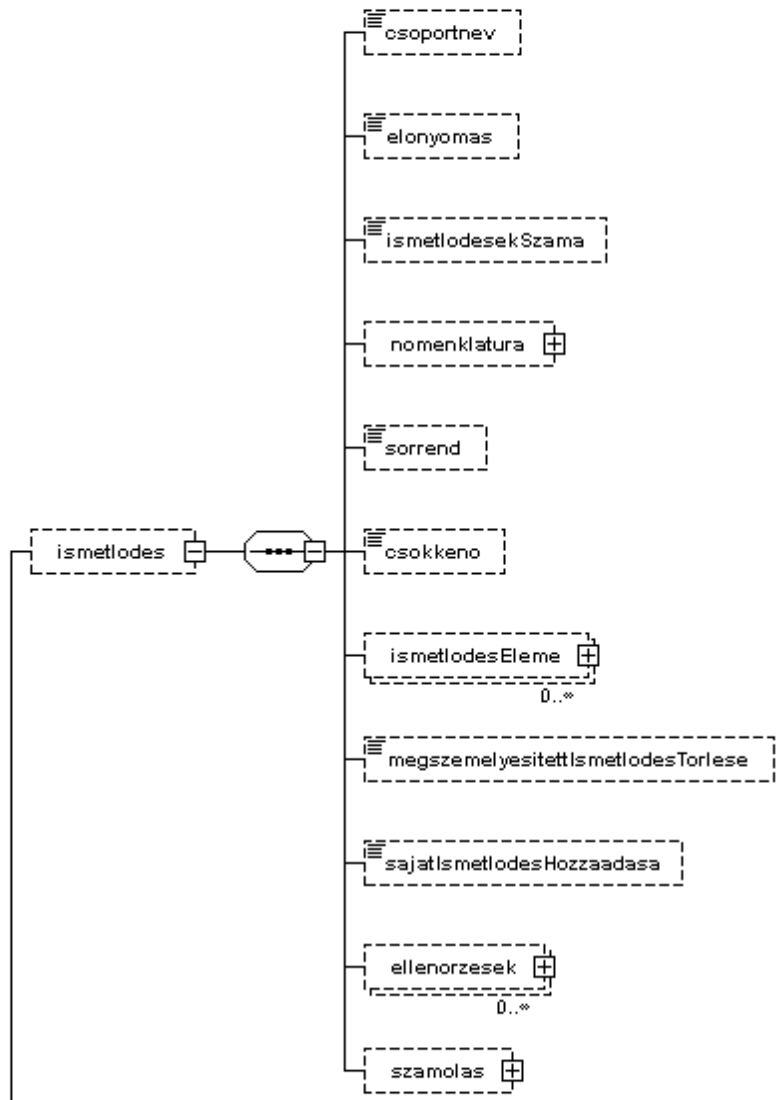 csoportnev
elonyomas
ismetlodesekSzama
nomenklatura
sorrend
ismetlodes
csokkeno
ismetlodesEleme
0..∞
megszemelyesitettIsmetlodesTorlese
sajatIsmetlodesHozzaadasa
ellenorzesek
0..∞
szamolas